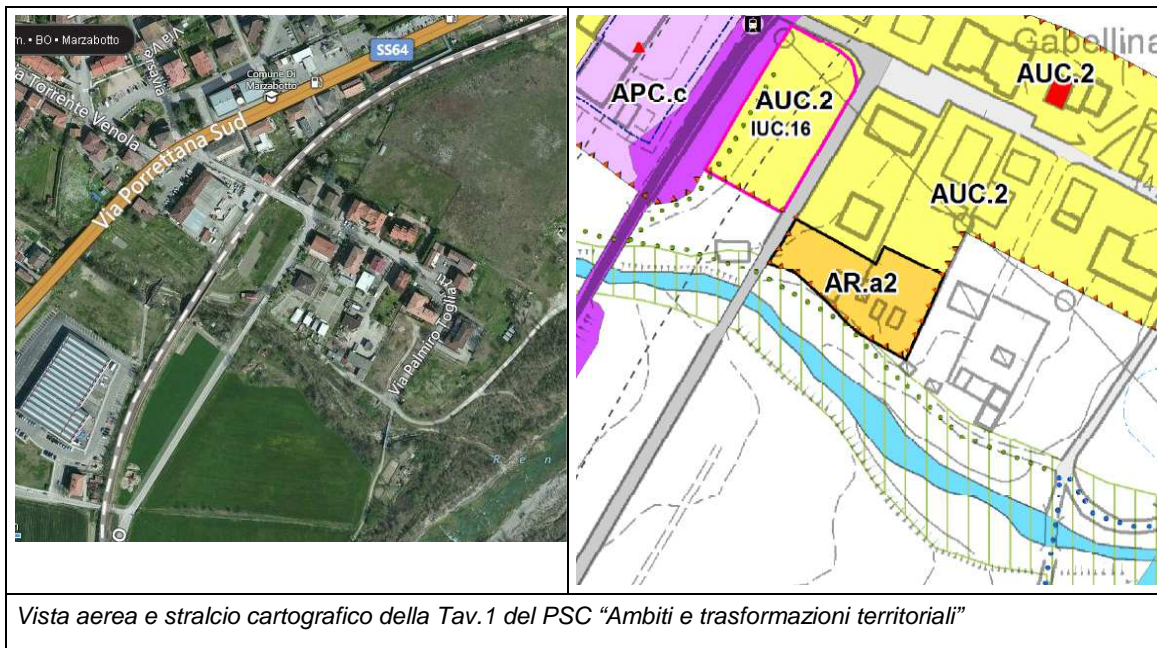 m. • BO • Marzabotto
Via Varsavia
SS64
Comune Di
Marzabotto
a Torrente Venola
Via Porrettana Sud
Via Palmiro Toglia
R e n
Gabellina
APC.c
AUC.2
IUC.16
AUC.2
AUC.2
AR.a2
Vista aerea e stralcio cartografico della Tav.1 del PSC “Ambiti e trasformazioni territoriali”